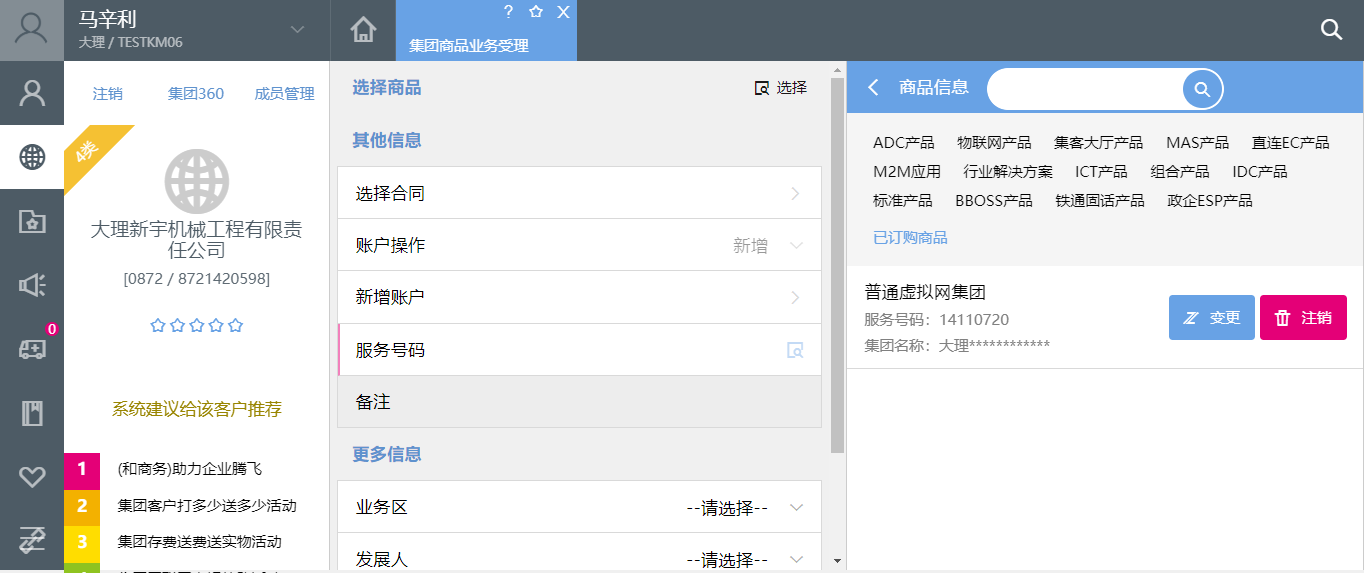 马辛利
大理 / TESTKM06
? X
集团商品业务受理
注销 集团360 成员管理
4类
大理新宇机械工程有限责
任公司
[0872 / 8721420598]
0
系统建议给该客户推荐
1 (和商务)助力企业腾飞
2 集团客户打多少送多少活动
3 集团存费送费送实物活动
选择商品 选择
其他信息
选择合同
账户操作 新增
新增账户
服务号码
备注
更多信息
业务区 --请选择--
发展人 --请选择--
商品信息
ADC产品 物联网产品 集客大厅产品 MAS产品 直连EC产品
M2M应用 行业解决方案 ICT产品 组合产品 IDC产品
标准产品 BBOSS产品 铁通固话产品 政企ESP产品
已订购商品
普通虚拟网集团
服务号码：14110720
集团名称：大理************
变更 注销